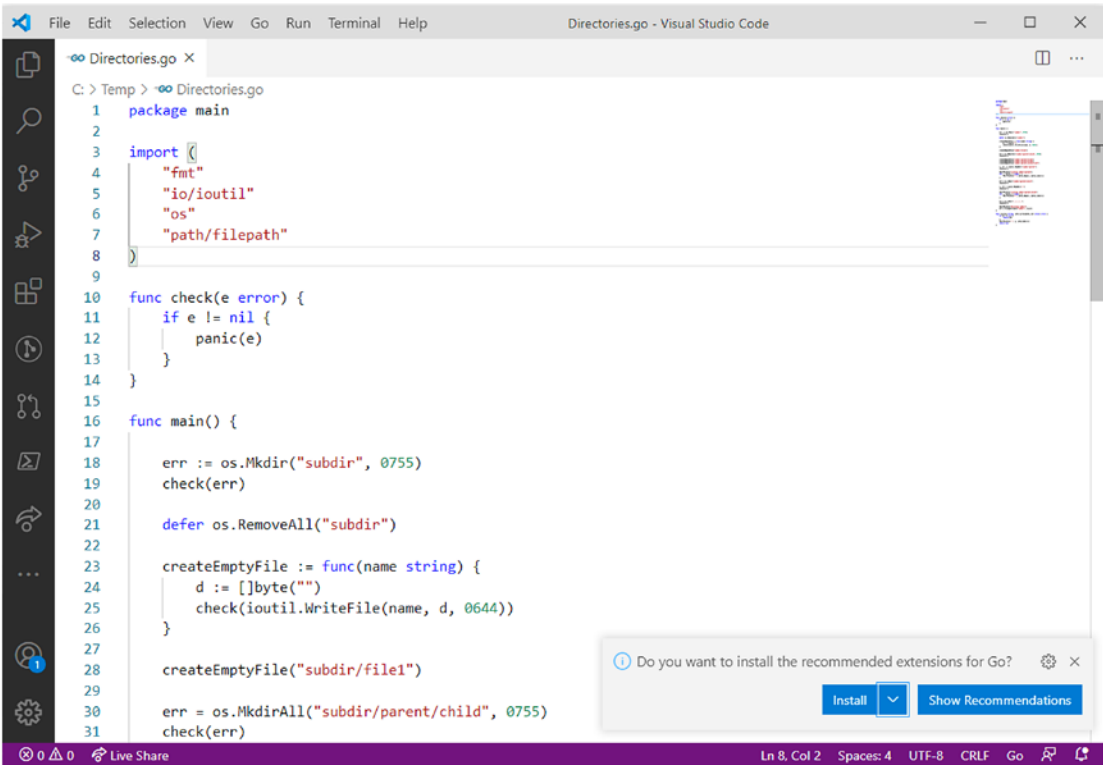 File Edit Selection View Go Run Terminal Help Directories.go - Visual Studio Code
Directories.go
C: > Temp > Directories.go
1 package main
2
3 import (
4     "fmt"
5     "io/ioutil"
6     "os"
7     "path/filepath"
8 )
9
10 func check(e error) {
11     if e != nil {
12         panic(e)
13     }
14 }
15
16 func main() {
17
18     err := os.Mkdir("subdir", 0755)
19     check(err)
20
21     defer os.RemoveAll("subdir")
22
23     createEmptyFile := func(name string) {
24         d := []byte("")
25         check(ioutil.WriteFile(name, d, 0644))
26     }
27
28     createEmptyFile("subdir/file1")
29
30     err = os.MkdirAll("subdir/parent/child", 0755)
31     check(err)
Do you want to install the recommended extensions for Go?
Install Show Recommendations
1
0 0 Live Share Ln 8, Col 2 Spaces: 4 UTF-8 CRLF Go